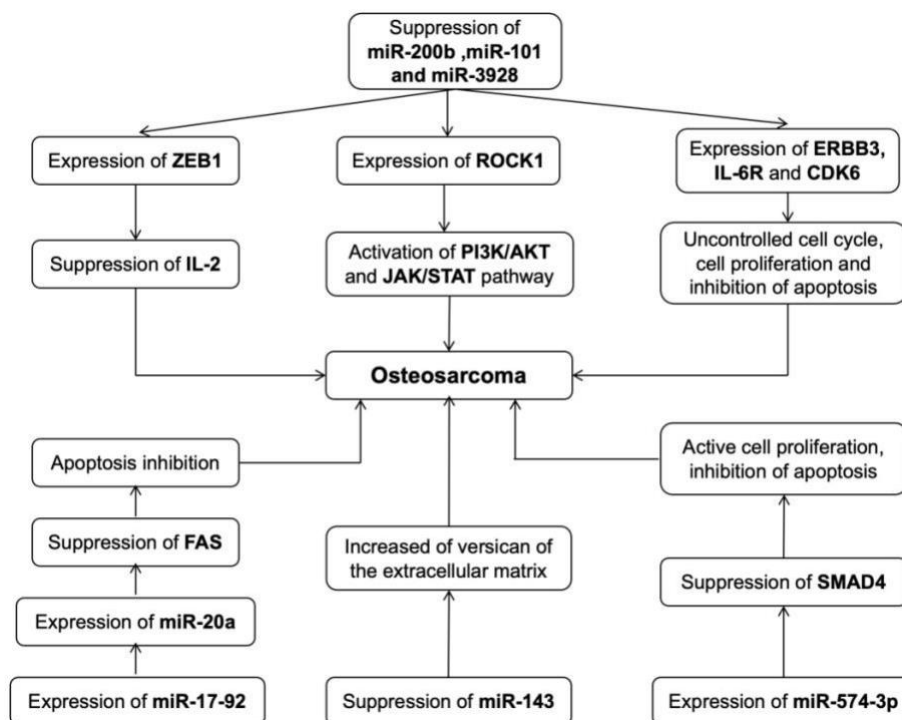 Suppression of
miR-200b ,miR-101
and miR-3928
Expression of ZEB1
Expression of ROCK1
Expression of ERBB3,
IL-6R and CDK6
Suppression of IL-2
Activation of PI3K/AKT
and JAK/STAT pathway
Uncontrolled cell cycle,
cell proliferation and
inhibition of apoptosis
Osteosarcoma
Apoptosis inhibition
Active cell proliferation,
inhibition of apoptosis
Suppression of FAS
Increased of versican of
the extracellular matrix
Suppression of SMAD4
Expression of miR-20a
Expression of miR-17-92
Suppression of miR-143
Expression of miR-574-3p